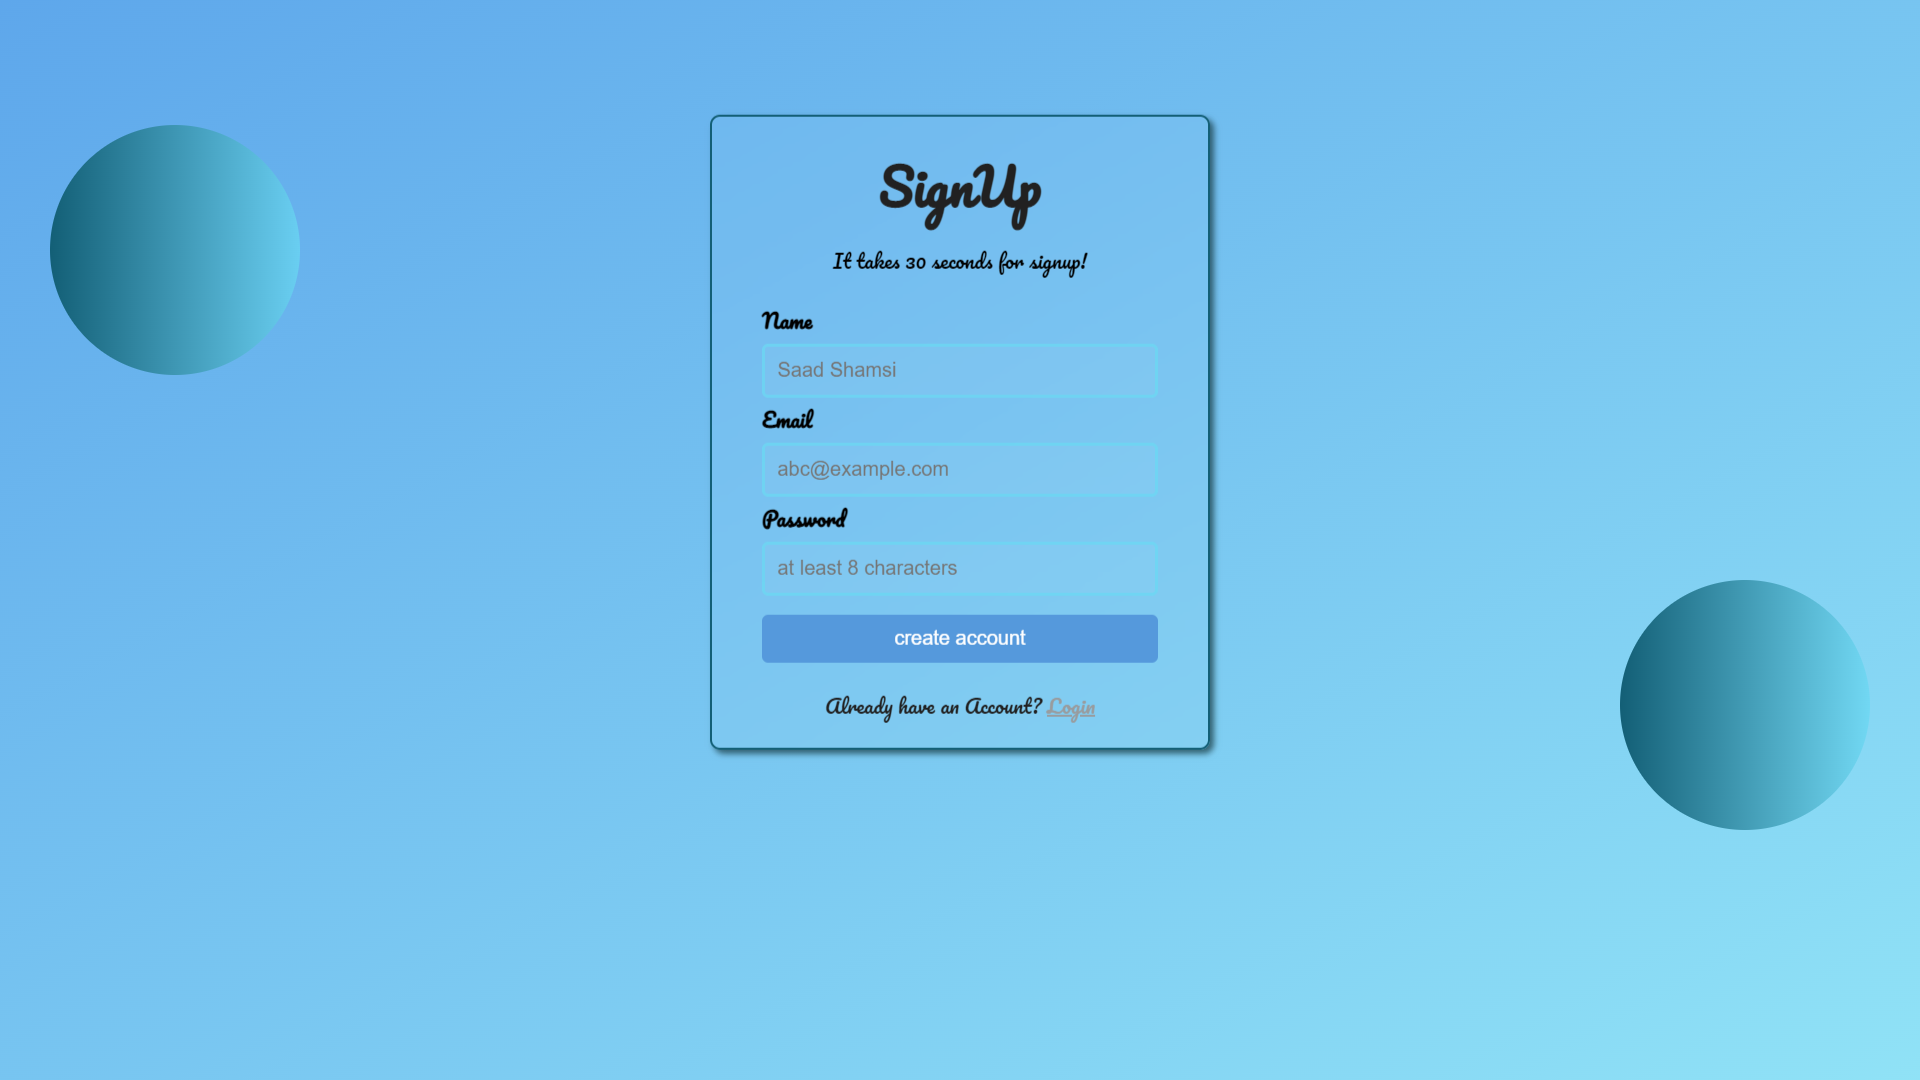 SignUp
It takes 30 seconds for signup!
Name
Saad Shamsi
Email
abc@example.com
Password
at least 8 characters
create account
Already have an Account? Login